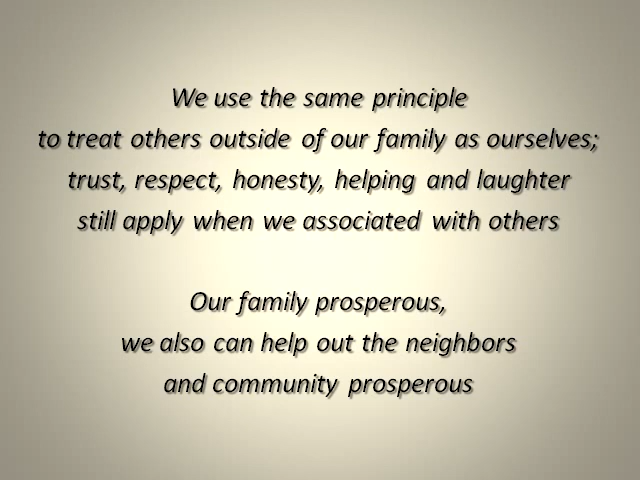 We use the same principle
to treat others outside of our family as ourselves;
trust, respect, honesty, helping and laughter
still apply when we associated with others
Our family prosperous,
we also can help out the neighbors
and community prosperous